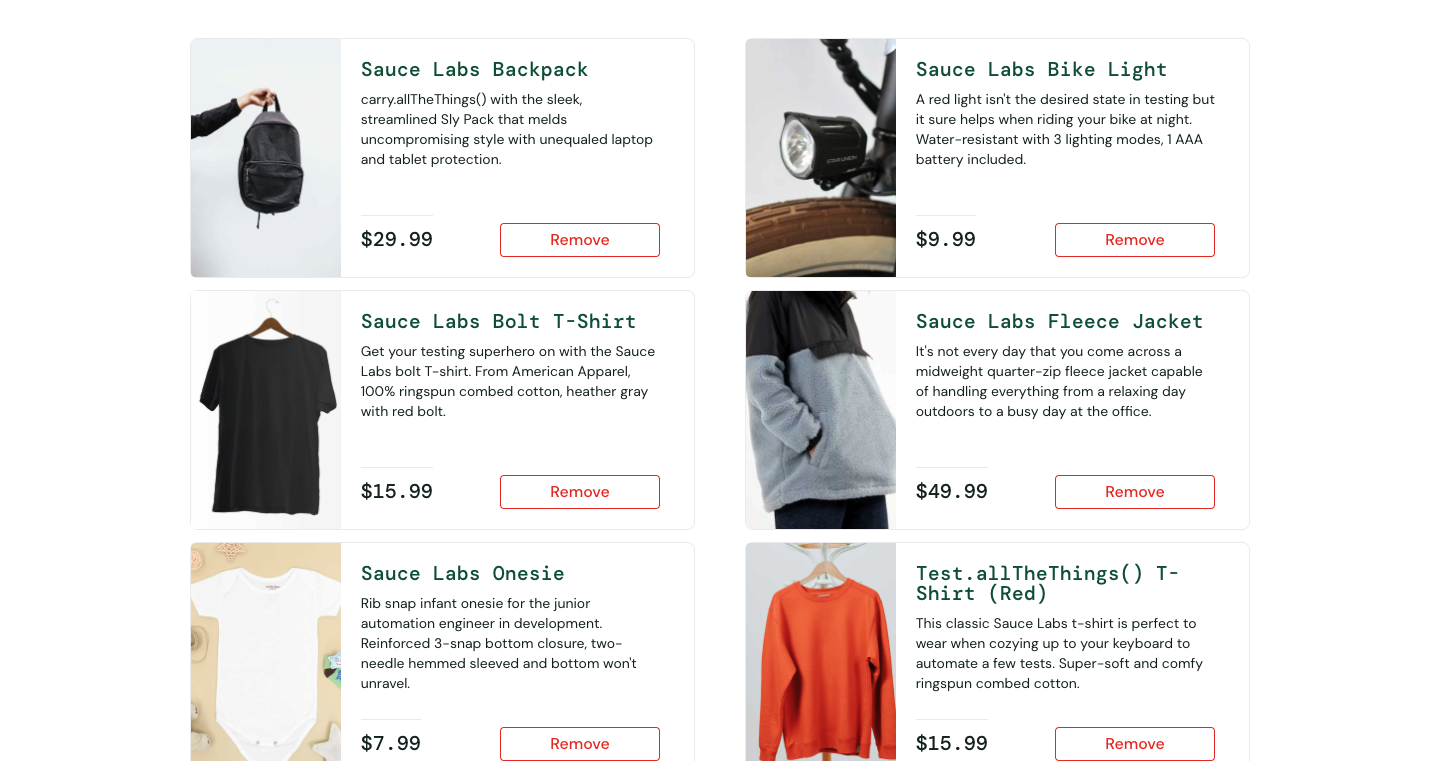 Sauce Labs Backpack
carry.allTheThings() with the sleek,
streamlined Sly Pack that melds
uncompromising style with unequaled laptop
and tablet protection.
$29.99
Remove
Sauce Labs Bike Light
A red light isn't the desired state in testing but
it sure helps when riding your bike at night.
Water-resistant with 3 lighting modes, 1 AAA
battery included.
$9.99
Remove
Sauce Labs Bolt T-Shirt
Get your testing superhero on with the Sauce
Labs bolt T-shirt. From American Apparel,
100% ringspun combed cotton, heather gray
with red bolt.
$15.99
Remove
Sauce Labs Fleece Jacket
It's not every day that you come across a
midweight quarter-zip fleece jacket capable
of handling everything from a relaxing day
outdoors to a busy day at the office.
$49.99
Remove
Sauce Labs Onesie
Rib snap infant onesie for the junior
automation engineer in development.
Reinforced 3-snap bottom closure, two-
needle hemmed sleeved and bottom won't
unravel.
$7.99
Remove
Test.allTheThings() T-
Shirt (Red)
This classic Sauce Labs t-shirt is perfect to
wear when cozying up to your keyboard to
automate a few tests. Super-soft and comfy
ringspun combed cotton.
$15.99
Remove